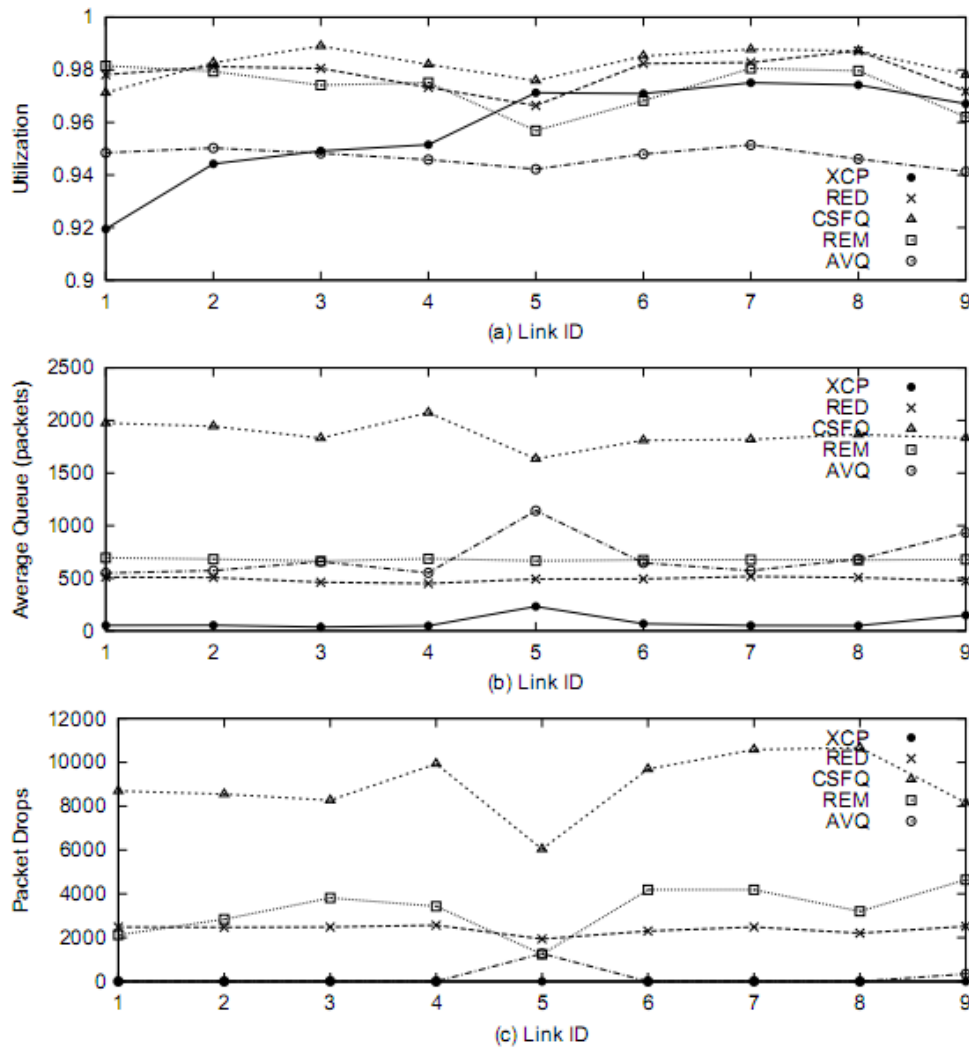 1
0.98
0.96
0.94
0.92
0.9
Utilization
XCP
RED
CSFQ
REM
AVQ
1 2 3 4 5 6 7 8 9
(a) Link ID
2500
2000
1500
1000
500
0
Average Queue (packets)
XCP
RED
CSFQ
REM
AVQ
1 2 3 4 5 6 7 8 9
(b) Link ID
12000
10000
8000
6000
4000
2000
0
Packet Drops
XCP
RED
CSFQ
REM
AVQ
1 2 3 4 5 6 7 8 9
(c) Link ID